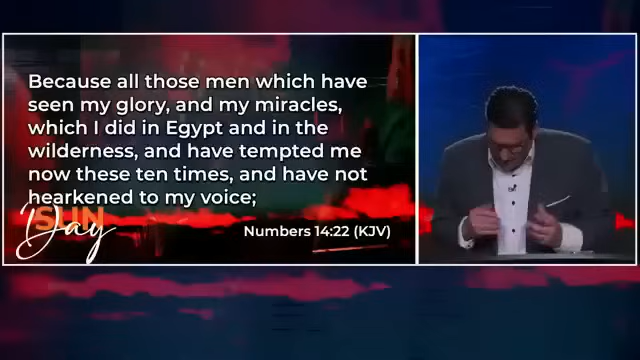 Because all those men which have
seen my glory, and my miracles,
which I did in Egypt and in the
wilderness, and have tempted me
now these ten times, and have not
hearkened to my voice;
SUN
Day
Numbers 14:22 (KJV)